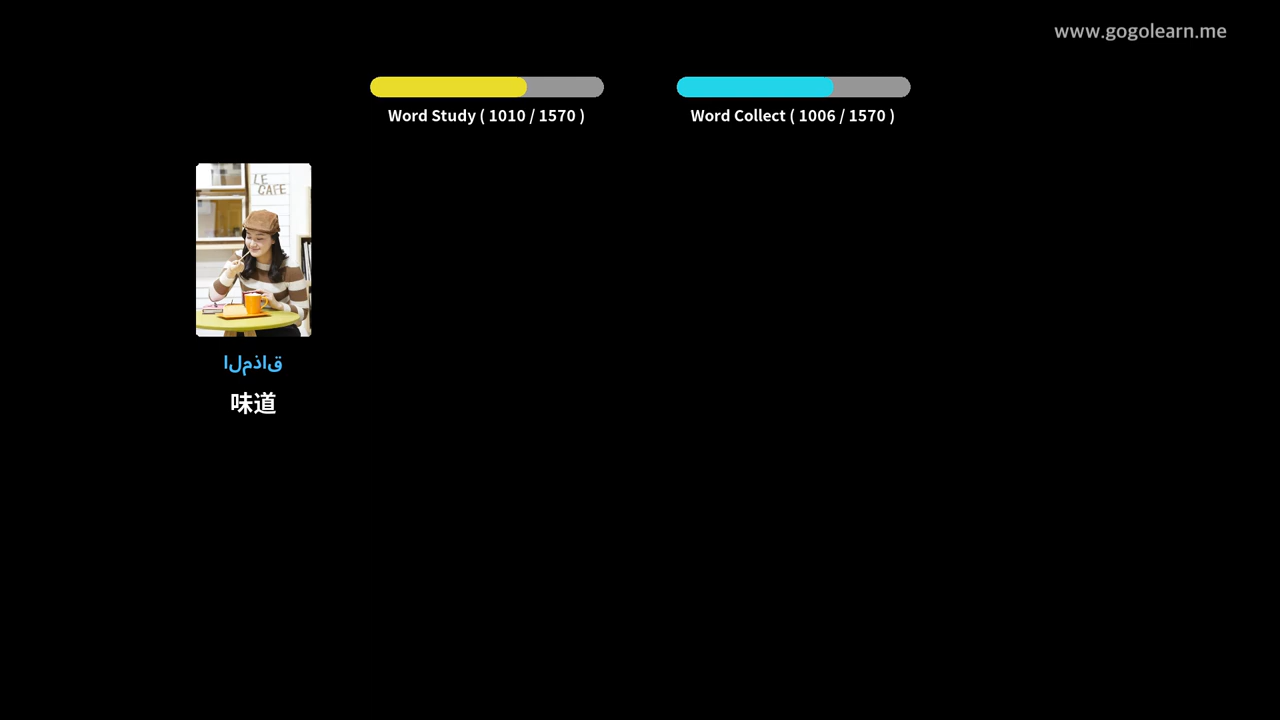 www.gogolearn.me
Word Study ( 1010 / 1570 )
Word Collect ( 1006 / 1570 )
LE
CAFE
المذاق
味道